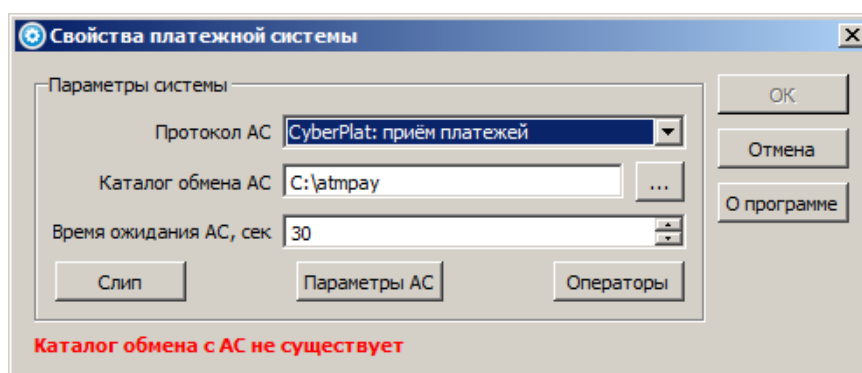 Свойства платежной системы
Параметры системы
ОК
Протокол АС CyberPlat: приём платежей
Отмена
Каталог обмена АС C:\atmpay ...
О программе
Время ожидания АС, сек 30
Слип Параметры АС Операторы
Каталог обмена с АС не существует